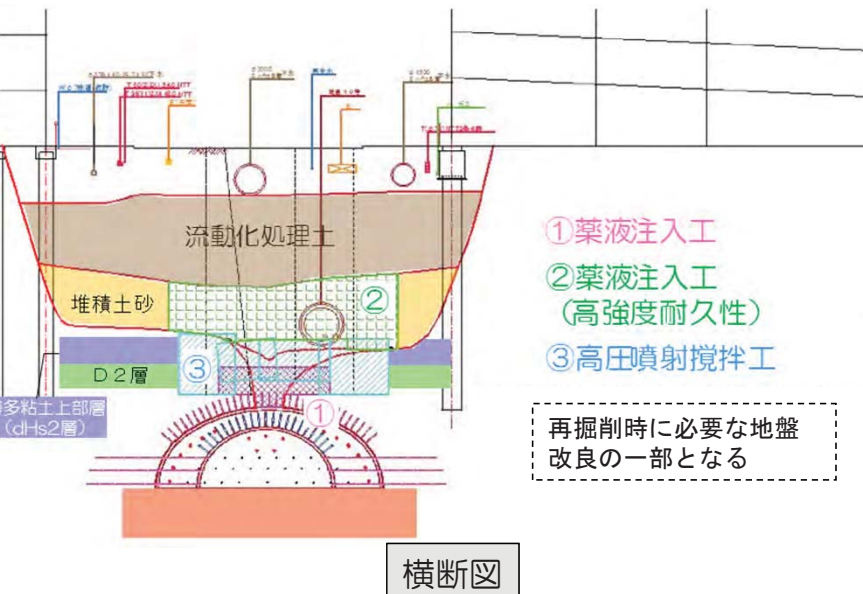 流動化処理土
堆積土砂
②
③
D2層
多粘土上部層
(dHs2層)
①
①薬液注入工
②薬液注入工
(高強度耐久性)
③高圧噴射撹拌工
再掘削時に必要な地盤
改良の一部となる
横断図